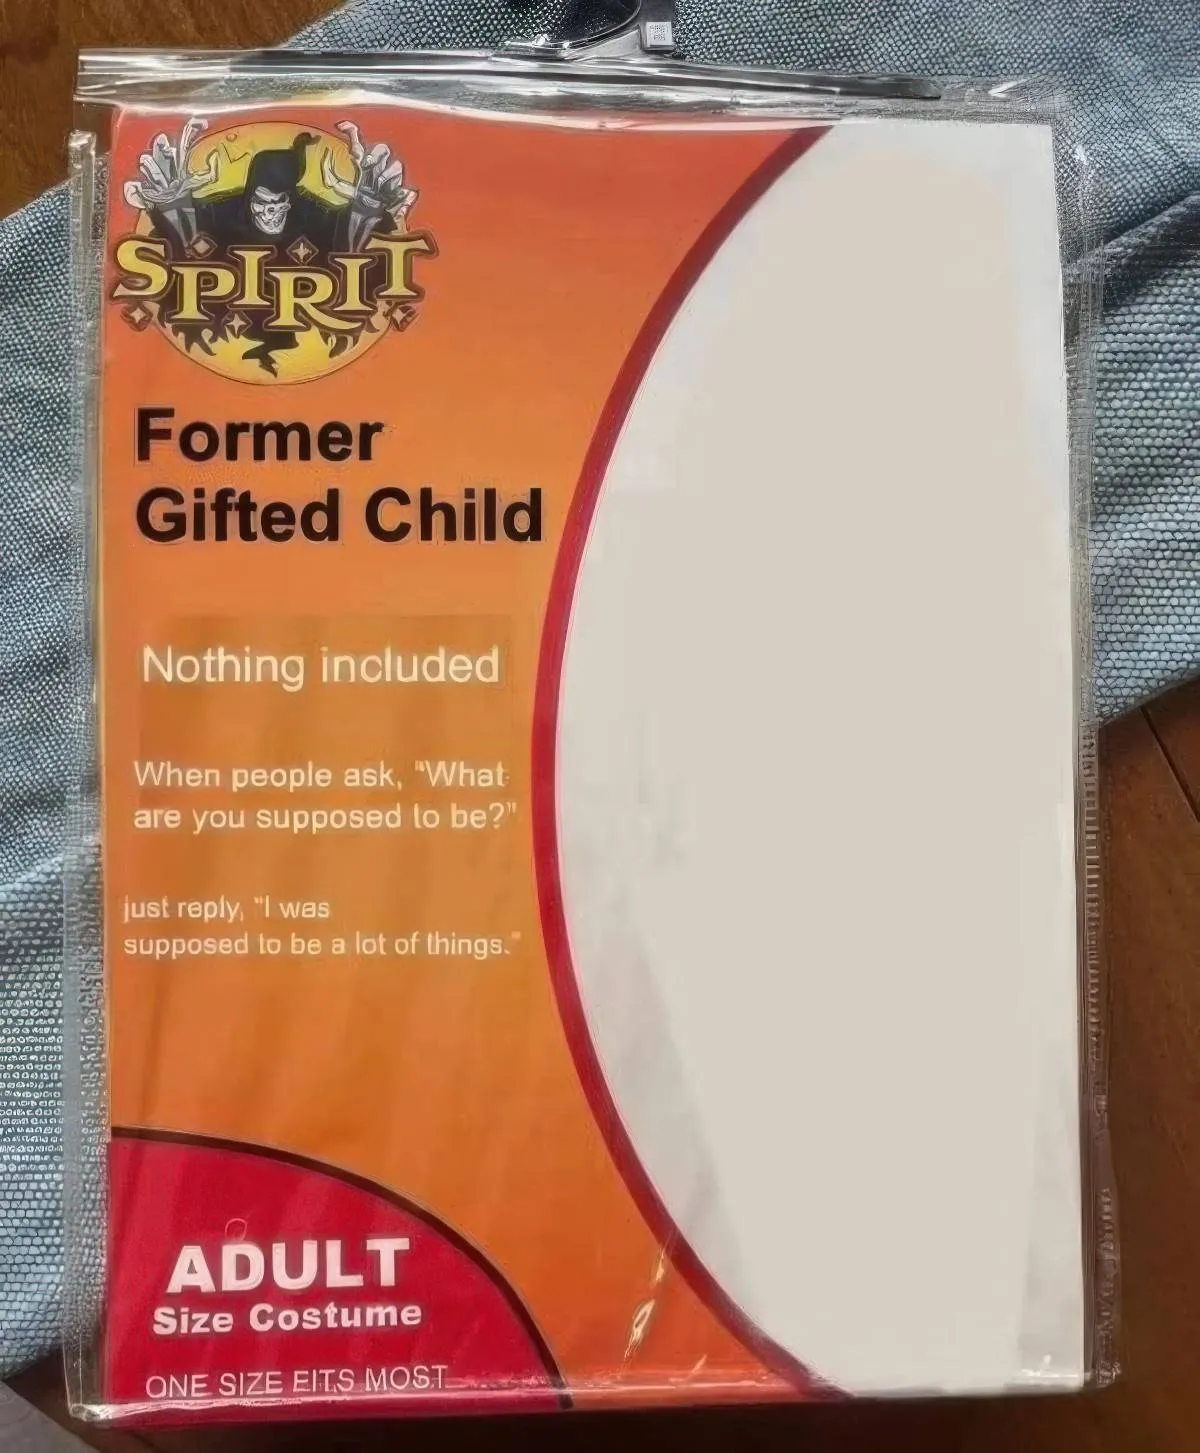 SPIRIT
Former
Gifted Child
Nothing included
When people ask, "What
are you supposed to be?"
just reply, "I was
supposed to be a lot of things."
ADULT
Size Costume
ONE SIZE FITS MOST